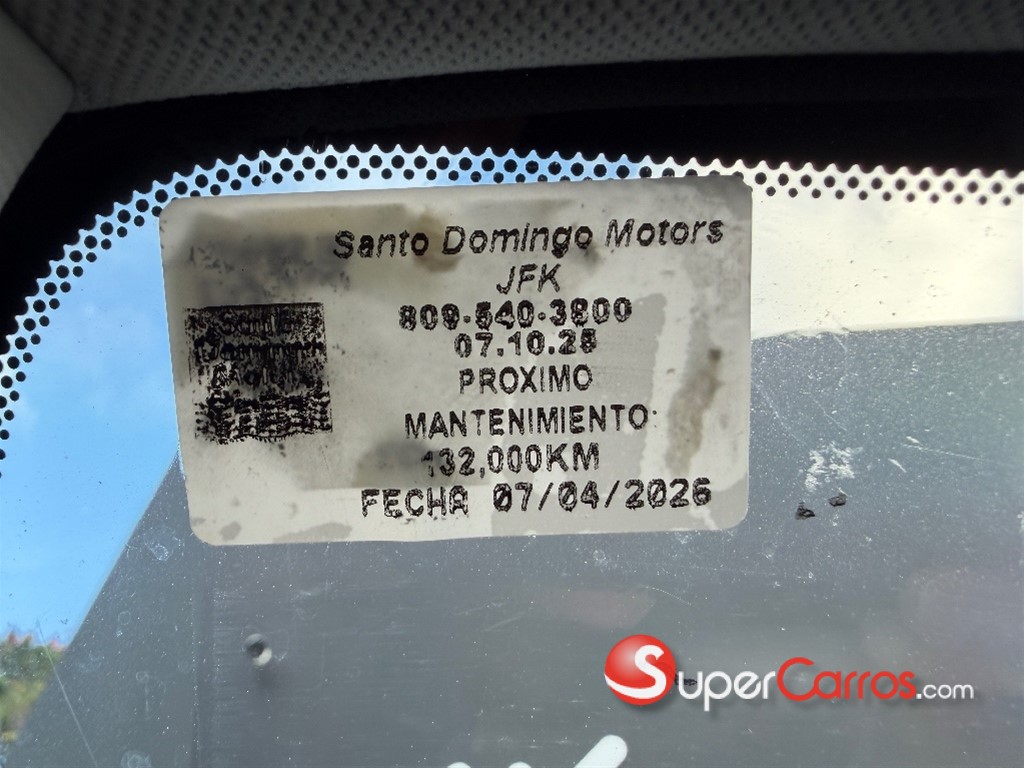 Santo Domingo Motors
JFK
809-540-3800
07.10.25
PROXIMO
MANTENIMIENTO:
132,000KM
FECHA 07/04/2026
SuperCarros.com